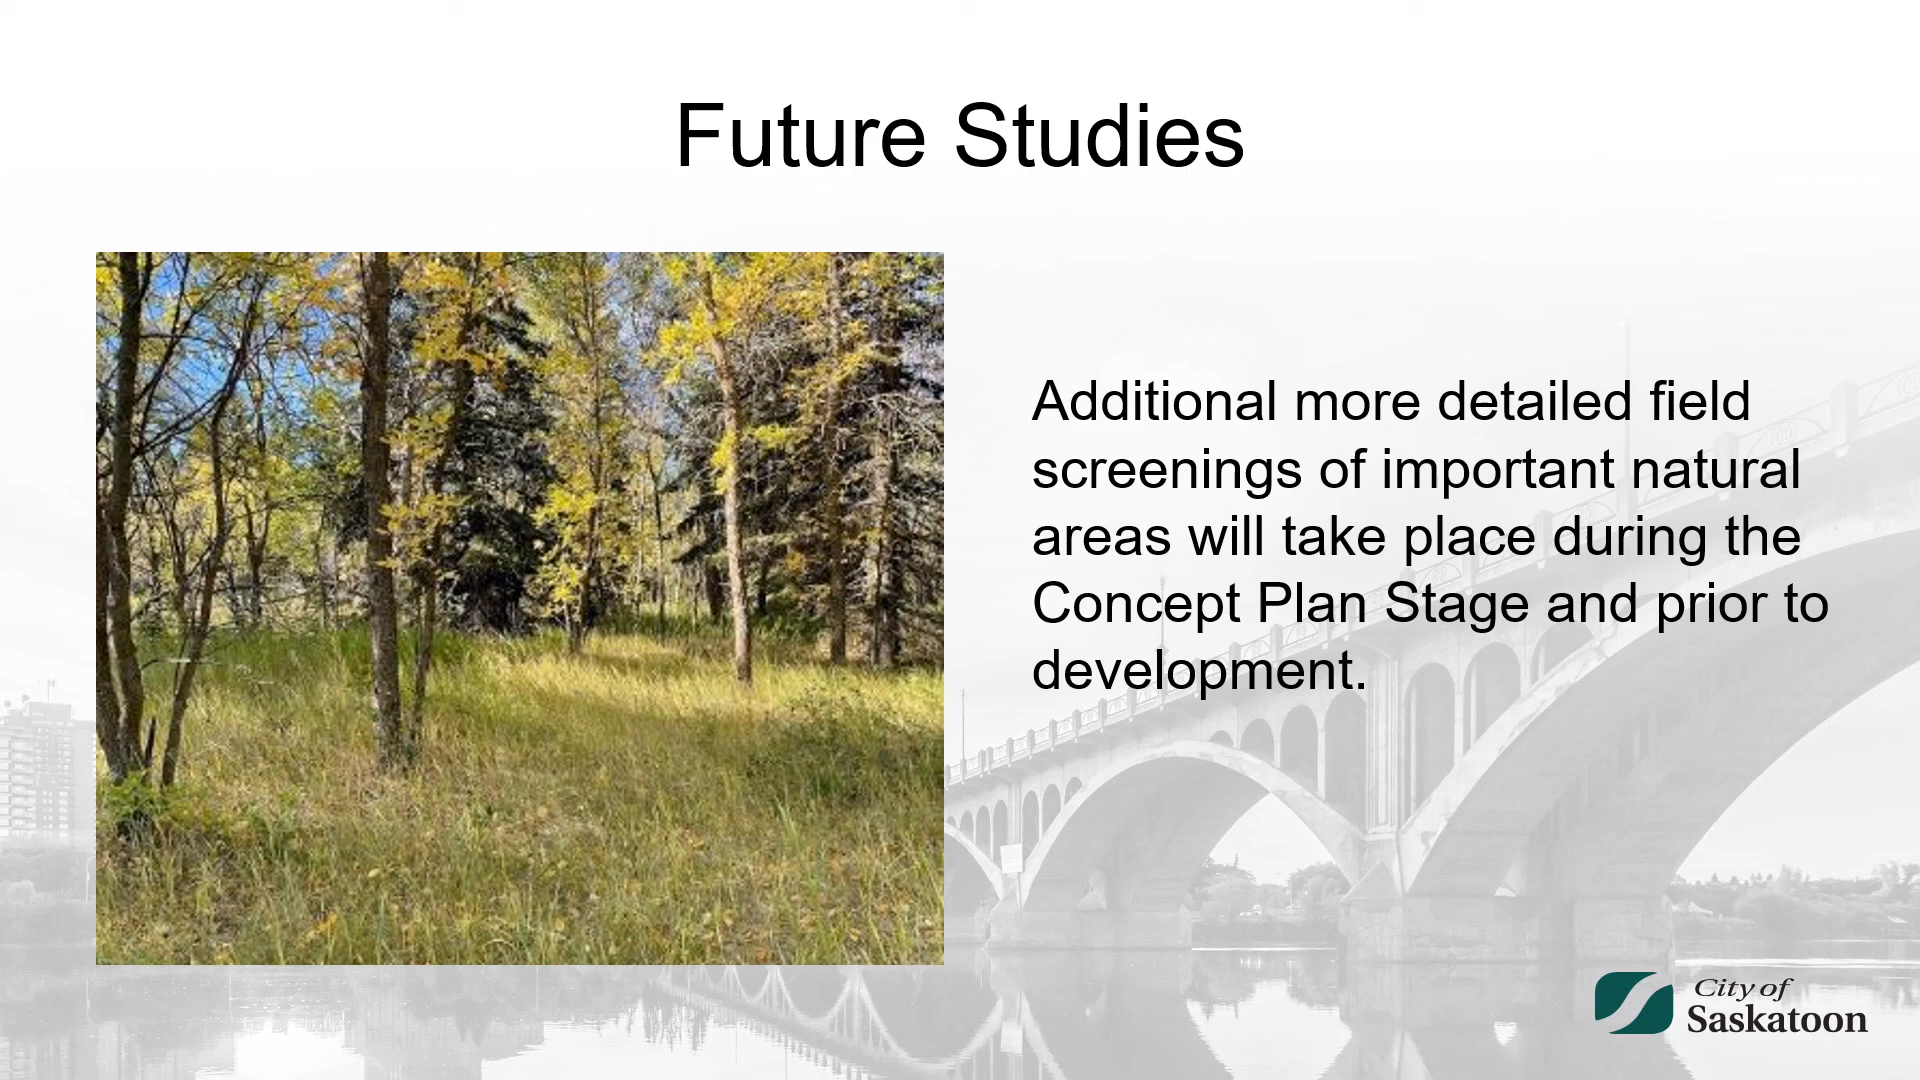 Future Studies
Additional more detailed field
screenings of important natural
areas will take place during the
Concept Plan Stage and prior to
development.
City of
Saskatoon